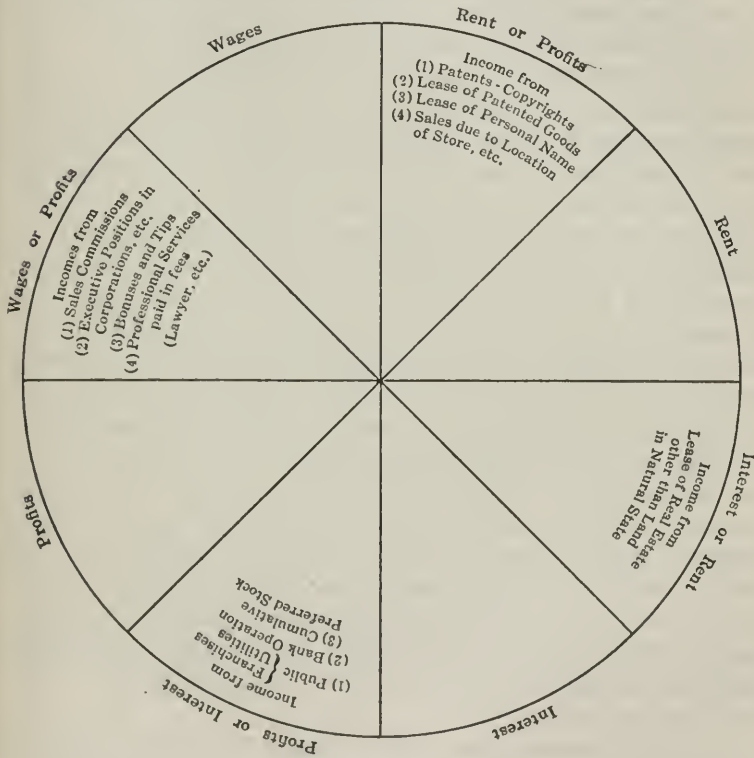 Wages
Rent or Profits
Income from
(1) Patents - Copyrights
(2) Lease of Patented Goods
(3) Lease of Personal Name
(4) Sales due to Location
of Store, etc.
Rent
Interest or Rent
Income from
Lease of Real Estate
other than Land
in Natural State
Interest
Profits or Interest
Income from
(1) Public { Franchises
Utilities
(2) Bank Operation
(3) Cumulative
Preferred Stock
Profits
Wages or Profits
Incomes from
(1) Sales Commissions
(2) Executive Positions in
Corporations, etc.
(3) Bonuses and Tips
(4) Professional Services
paid in fees
(Lawyer, etc.)